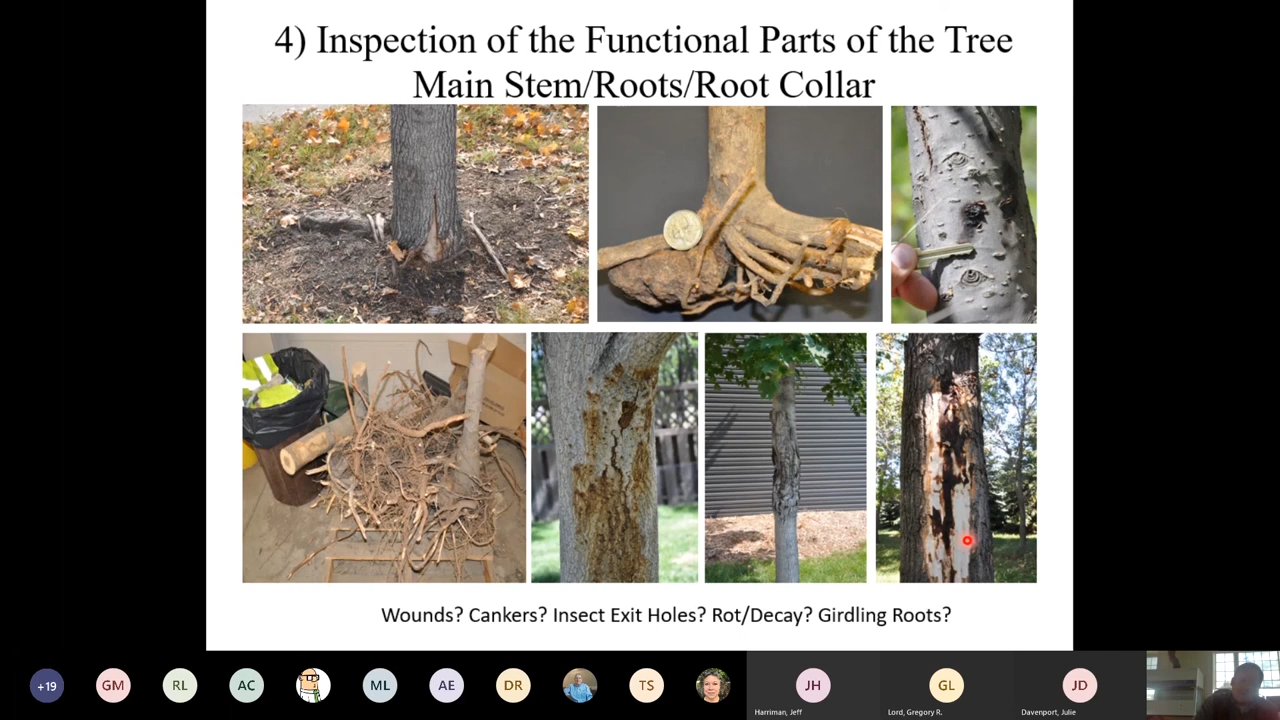 4) Inspection of the Functional Parts of the Tree
Main Stem/Roots/Root Collar
Wounds? Cankers? Insect Exit Holes? Rot/Decay? Girdling Roots?
+19
GM
RL
AC
ML
AE
DR
TS
JH
GL
JD
Harriman, Jeff
Lord, Gregory R.
Davenport, Julie